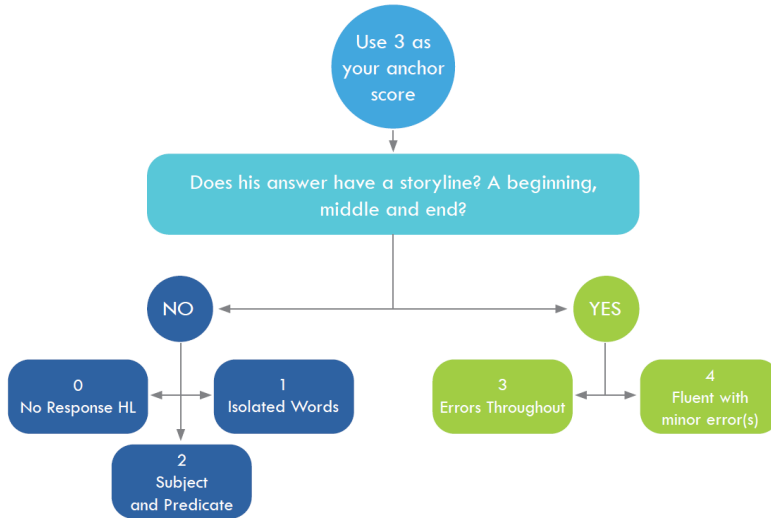 Use 3 as
your anchor
score
Does his answer have a storyline? A beginning,
middle and end?
NO
YES
0
No Response HL
1
Isolated Words
2
Subject
and Predicate
3
Errors Throughout
4
Fluent with
minor error(s)